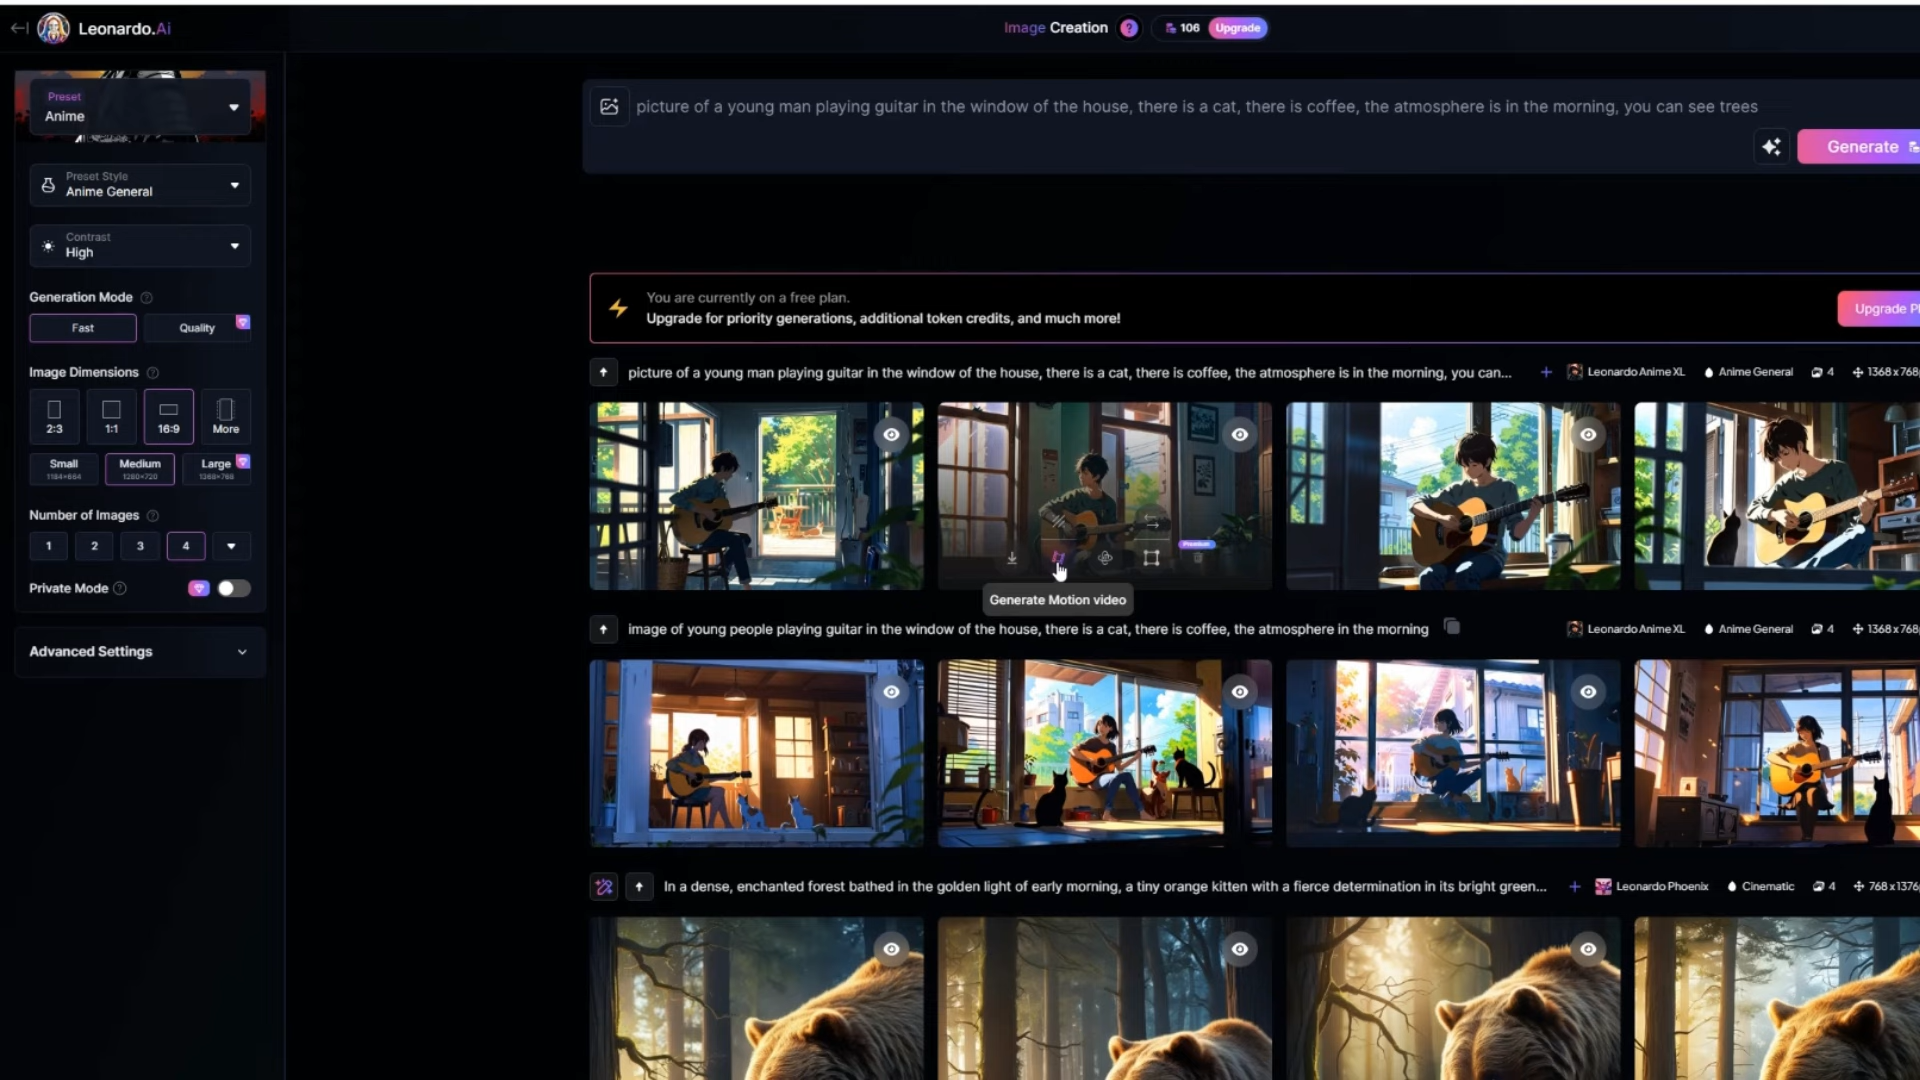 Leonardo.Ai
Image Creation
?
106
Upgrade
Preset
Anime
Preset Style
Anime General
Contrast
High
Generation Mode
Fast
Quality
Image Dimensions
2:3
1:1
16:9
More
Small
Medium
1280×720
Large
Number of Images
1
2
3
4
Private Mode
Advanced Settings
picture of a young man playing guitar in the window of the house, there is a cat, there is coffee, the atmosphere is in the morning, you can see trees
Generate
You are currently on a free plan.
Upgrade for priority generations, additional token credits, and much more!
Upgrade Pl
picture of a young man playing guitar in the window of the house, there is a cat, there is coffee, the atmosphere is in the morning, you can...
Leonardo Anime XL
Anime General
4
1368x768p
Premium
Generate Motion video
image of young people playing guitar in the window of the house, there is a cat, there is coffee, the atmosphere in the morning
Leonardo Anime XL
Anime General
4
1368x768p
In a dense, enchanted forest bathed in the golden light of early morning, a tiny orange kitten with a fierce determination in its bright green...
Leonardo Phoenix
Cinematic
4
768x1376p